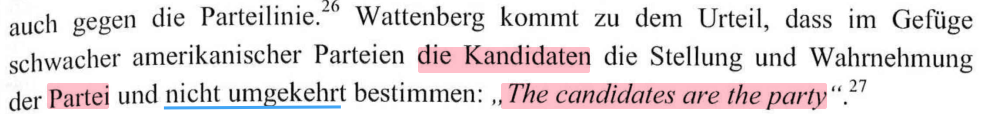 auch gegen die Parteilinie.²⁶ Wattenberg kommt zu dem Urteil, dass im Gefüge
schwacher amerikanischer Parteien die Kandidaten die Stellung und Wahrnehmung
der Partei und nicht umgekehrt bestimmen: „The candidates are the party“.²⁷